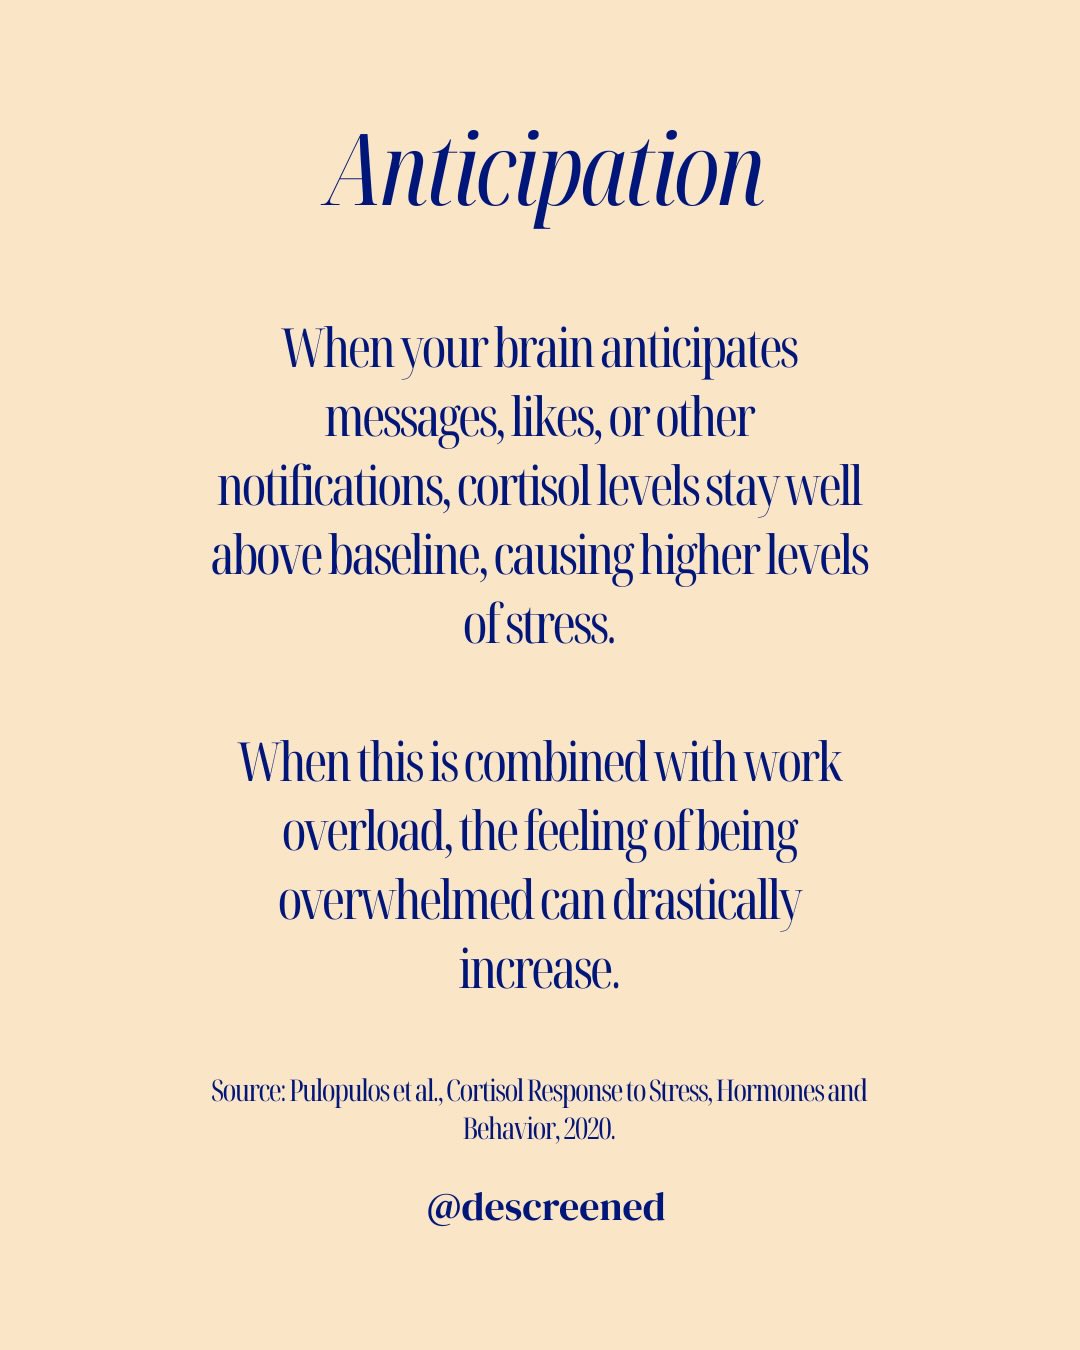 Anticipation
When your brain anticipates
messages, likes, or other
notifications, cortisol levels stay well
above baseline, causing higher levels
of stress.
When this is combined with work
overload, the feeling of being
overwhelmed can drastically
increase.
Source: Pulopulos et al., Cortisol Response to Stress, Hormones and
Behavior, 2020.
@descreened